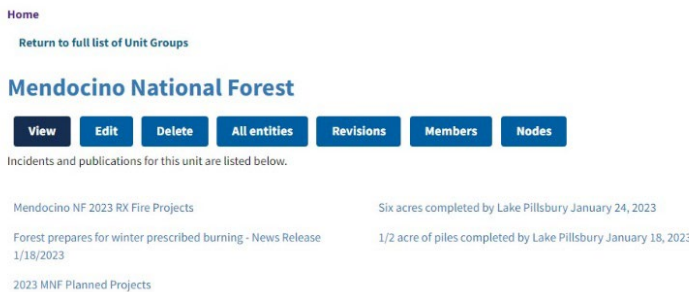 Home
Return to full list of Unit Groups
Mendocino National Forest
View Edit Delete All entities Revisions Members Nodes
Incidents and publications for this unit are listed below.
Mendocino NF 2023 RX Fire Projects
Forest prepares for winter prescribed burning - News Release
1/18/2023
2023 MNF Planned Projects
Six acres completed by Lake Pillsbury January 24, 2023
1/2 acre of piles completed by Lake Pillsbury January 18, 2023